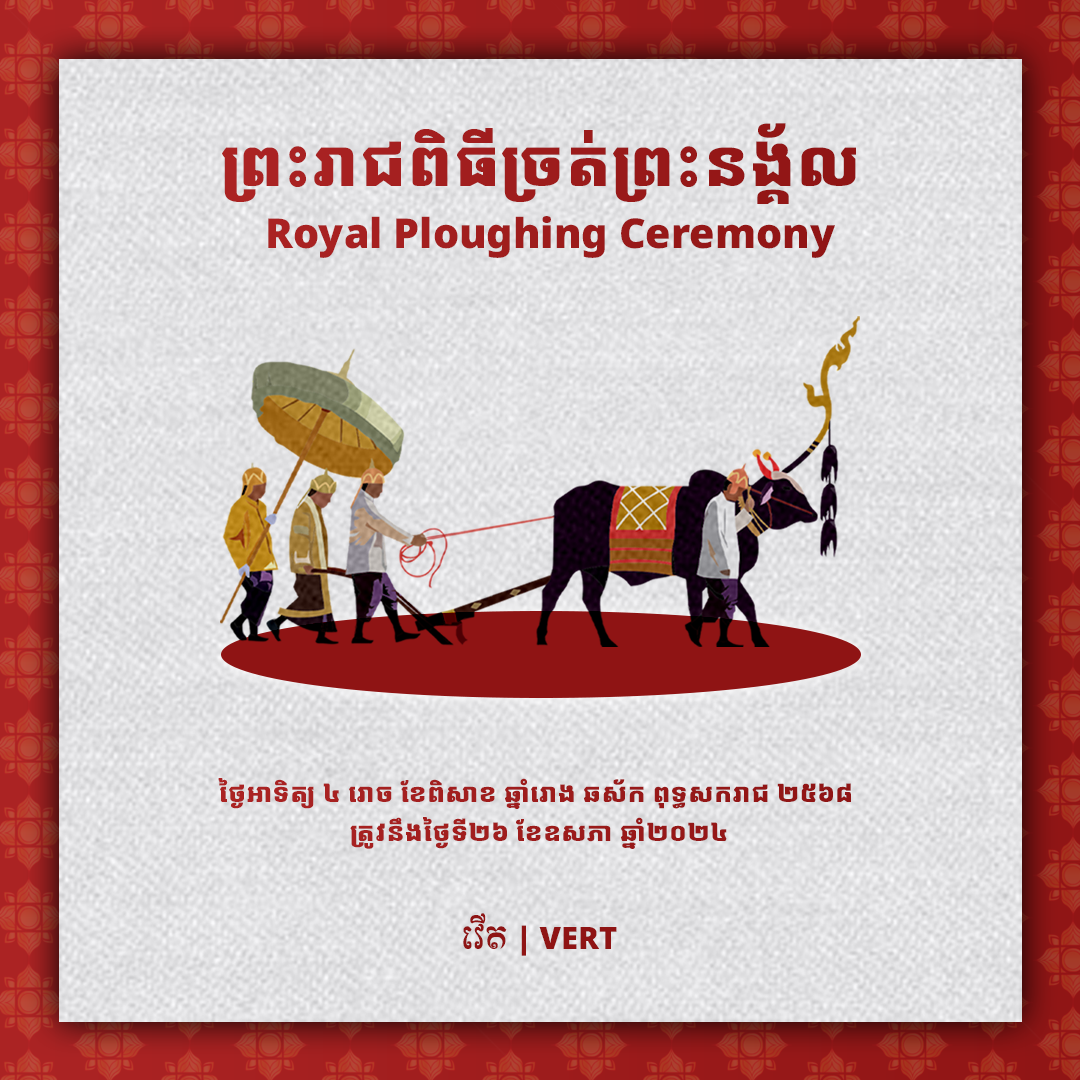 ព្រះរាជពិធីច្រត់ព្រះនង្គ័ល
Royal Ploughing Ceremony
ថ្ងៃអាទិត្យ ៤ រោច ខែពិសាខ ឆ្នាំរោង ឆស័ក ពុទ្ធសករាជ ២៥៦៨
ត្រូវនឹងថ្ងៃទី២៦ ខែឧសភា ឆ្នាំ២០២៤
វើត | VERT